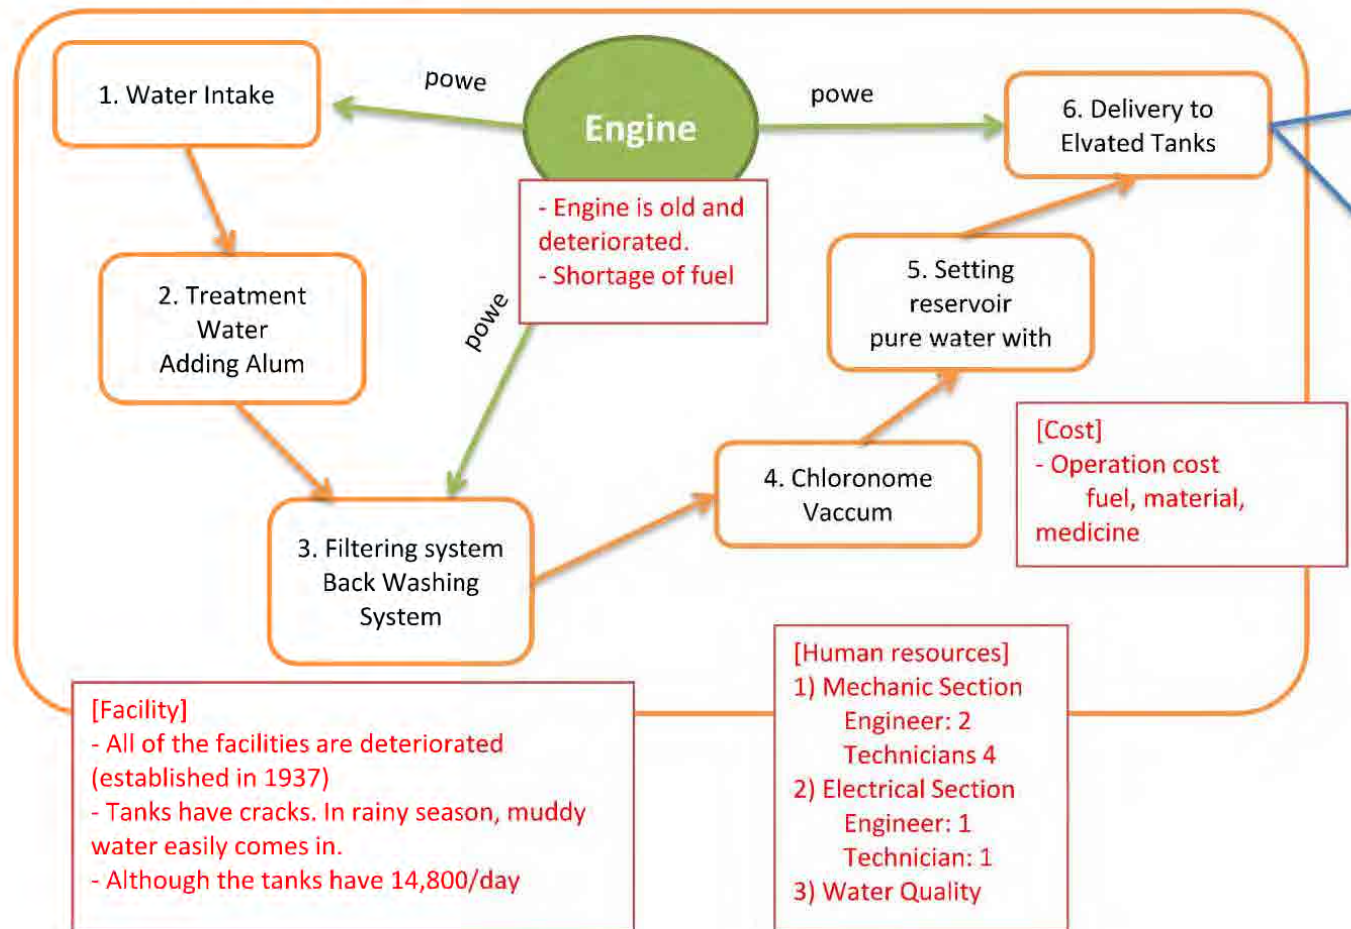 1. Water Intake
powe
Engine
powe
6. Delivery to
Elvated Tanks
- Engine is old and
deteriorated.
- Shortage of fuel
powe
2. Treatment
Water
Adding Alum
5. Setting
reservoir
pure water with
3. Filtering system
Back Washing
System
4. Chloronome
Vaccum
[Cost]
- Operation cost
fuel, material,
medicine
[Facility]
- All of the facilities are deteriorated
(established in 1937)
- Tanks have cracks. In rainy season, muddy
water easily comes in.
- Although the tanks have 14,800/day
[Human resources]
1) Mechanic Section
Engineer: 2
Technicians 4
2) Electrical Section
Engineer: 1
Technician: 1
3) Water Quality